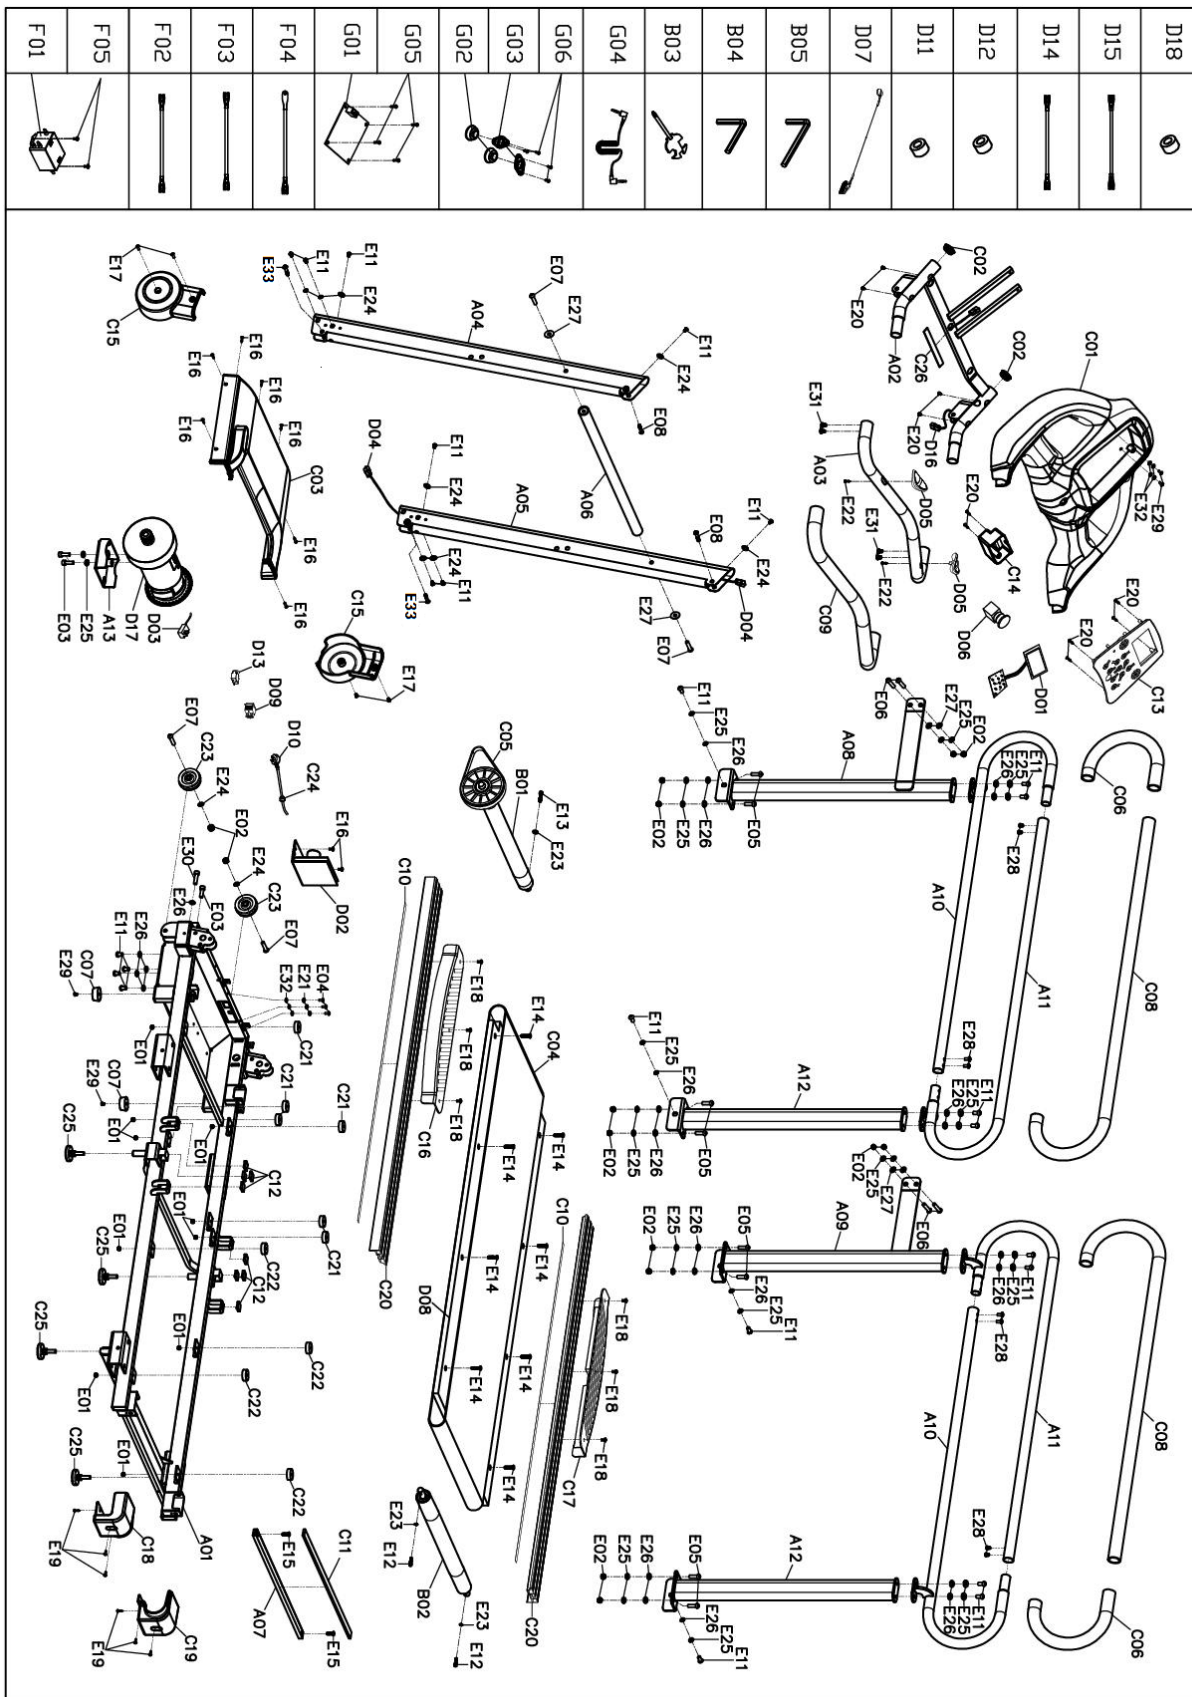 D18
D15
D14
D12
D11
D07
B05
B04
B03
G04
G06
G03
G02
G05
G01
F04
F03
F02
F05
F01
C02
C01
C02
E20
A02
C26
E20
D16
E29
E32
E20
C14
E20
E20
C13
D01
D06
E31
A03
D05
E22
E31
D05
E22
C09
E07
E27
A06
E11
E24
E08
A04
E11
E24
E11
E33
D04
E11
E24
A05
E08
E11
E24
D04
E24
E11
E33
E27
E07
E17
C15
E16
E16
E16
E16
E16
C03
E16
E16
D03
D17
A13
E25
E03
C15
E17
D13
D09
C06
C08
E06
E27
E25
E02
E11
E25
E26
A08
E26
E25
E11
E02
E25
E26
E05
E28
A10
A11
E28
E11
E25
E26
E11
E25
E26
A12
E02
E25
E26
E05
C08
C06
E02
E25
E27
E06
A09
E02
E25
E26
E05
E26
E25
E11
E11
E25
E26
E28
A10
A11
E28
E11
E25
E26
A12
E02
E25
E26
E05
E26
E25
E11
C05
B01
E13
E23
C10
E18
E18
E18
C16
C20
E14
C04
E14
E14
E14
E14
E14
E14
E14
D08
C10
E18
E18
E18
C17
C20
E23
E12
B02
E23
E12
E07
C23
E24
E02
D10
C24
E16
D02
E24
C23
E07
E30
E03
E26
E11
E26
E29
C07
E04
E21
E32
E01
C21
E29
C07
E01
C21
C21
E01
C25
C12
E01
C21
E01
C25
C22
C12
C25
E01
C22
E01
C22
C25
E01
C22
A01
E19
C18
E19
C19
C11
E15
A07
E15